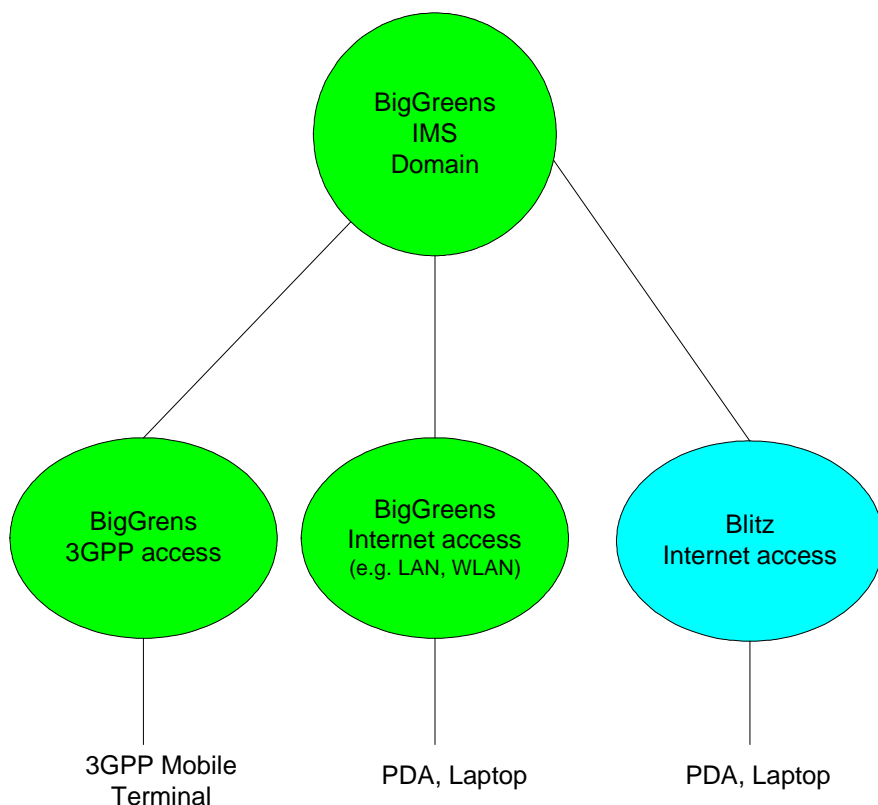 BigGreens
IMS
Domain
BigGrens
3GPP access
BigGreens
Internet access
(e.g. LAN, WLAN)
Blitz
Internet access
3GPP Mobile
Terminal
PDA, Laptop
PDA, Laptop